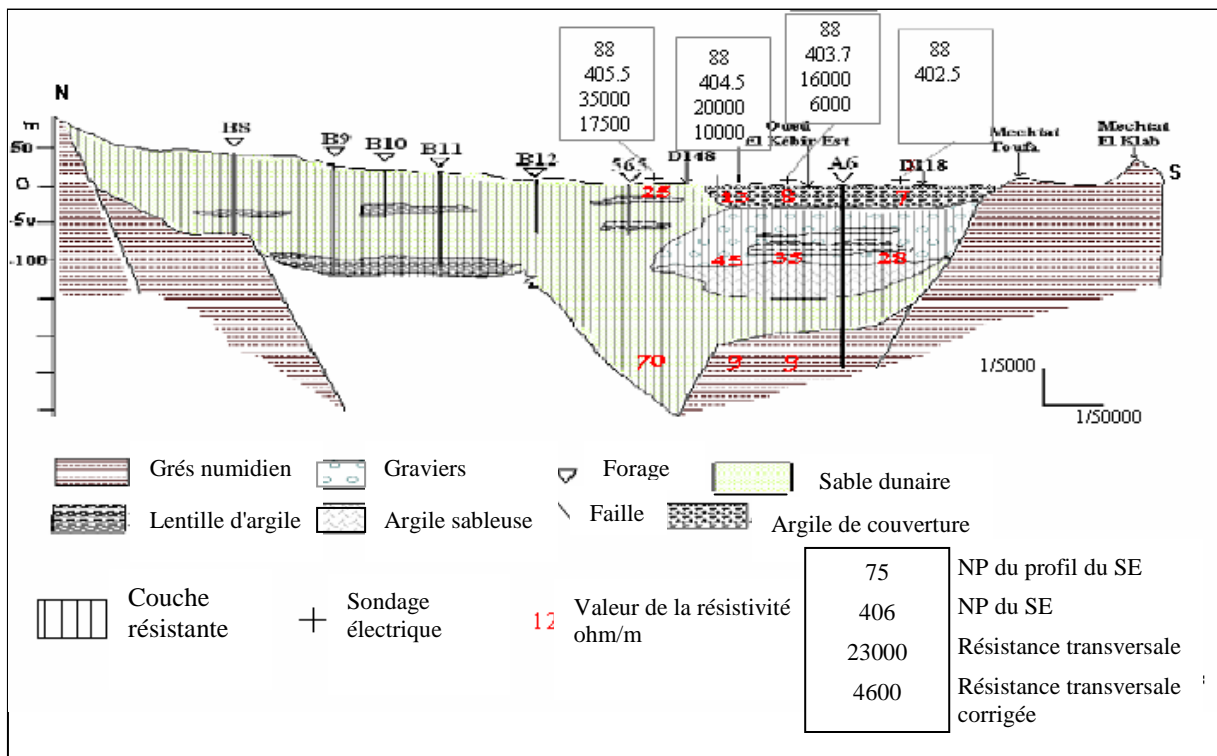 88
405.5
35000
17500
88
404.5
20000
10000
88
403.7
16000
6000
88
402.5
N
m
50
0
-100
B8
B9
B10
B11
B12
565
D148
Oued
El Kébir Est
A6
D118
Mechtat
Toufa
Mechtat
El Klab
S
25
13
9
7
45
35
28
70
9
9
1/5000
1/50000
Grés numidien
Graviers
Forage
Sable dunaire
Lentille d'argile
Argile sableuse
Faille
Argile de couverture
Couche
résistante
Sondage
électrique
12
Valeur de la résistivité
ohm/m
75
NP du profil du SE
406
NP du SE
23000
Résistance transversale
4600
Résistance transversale
corrigée